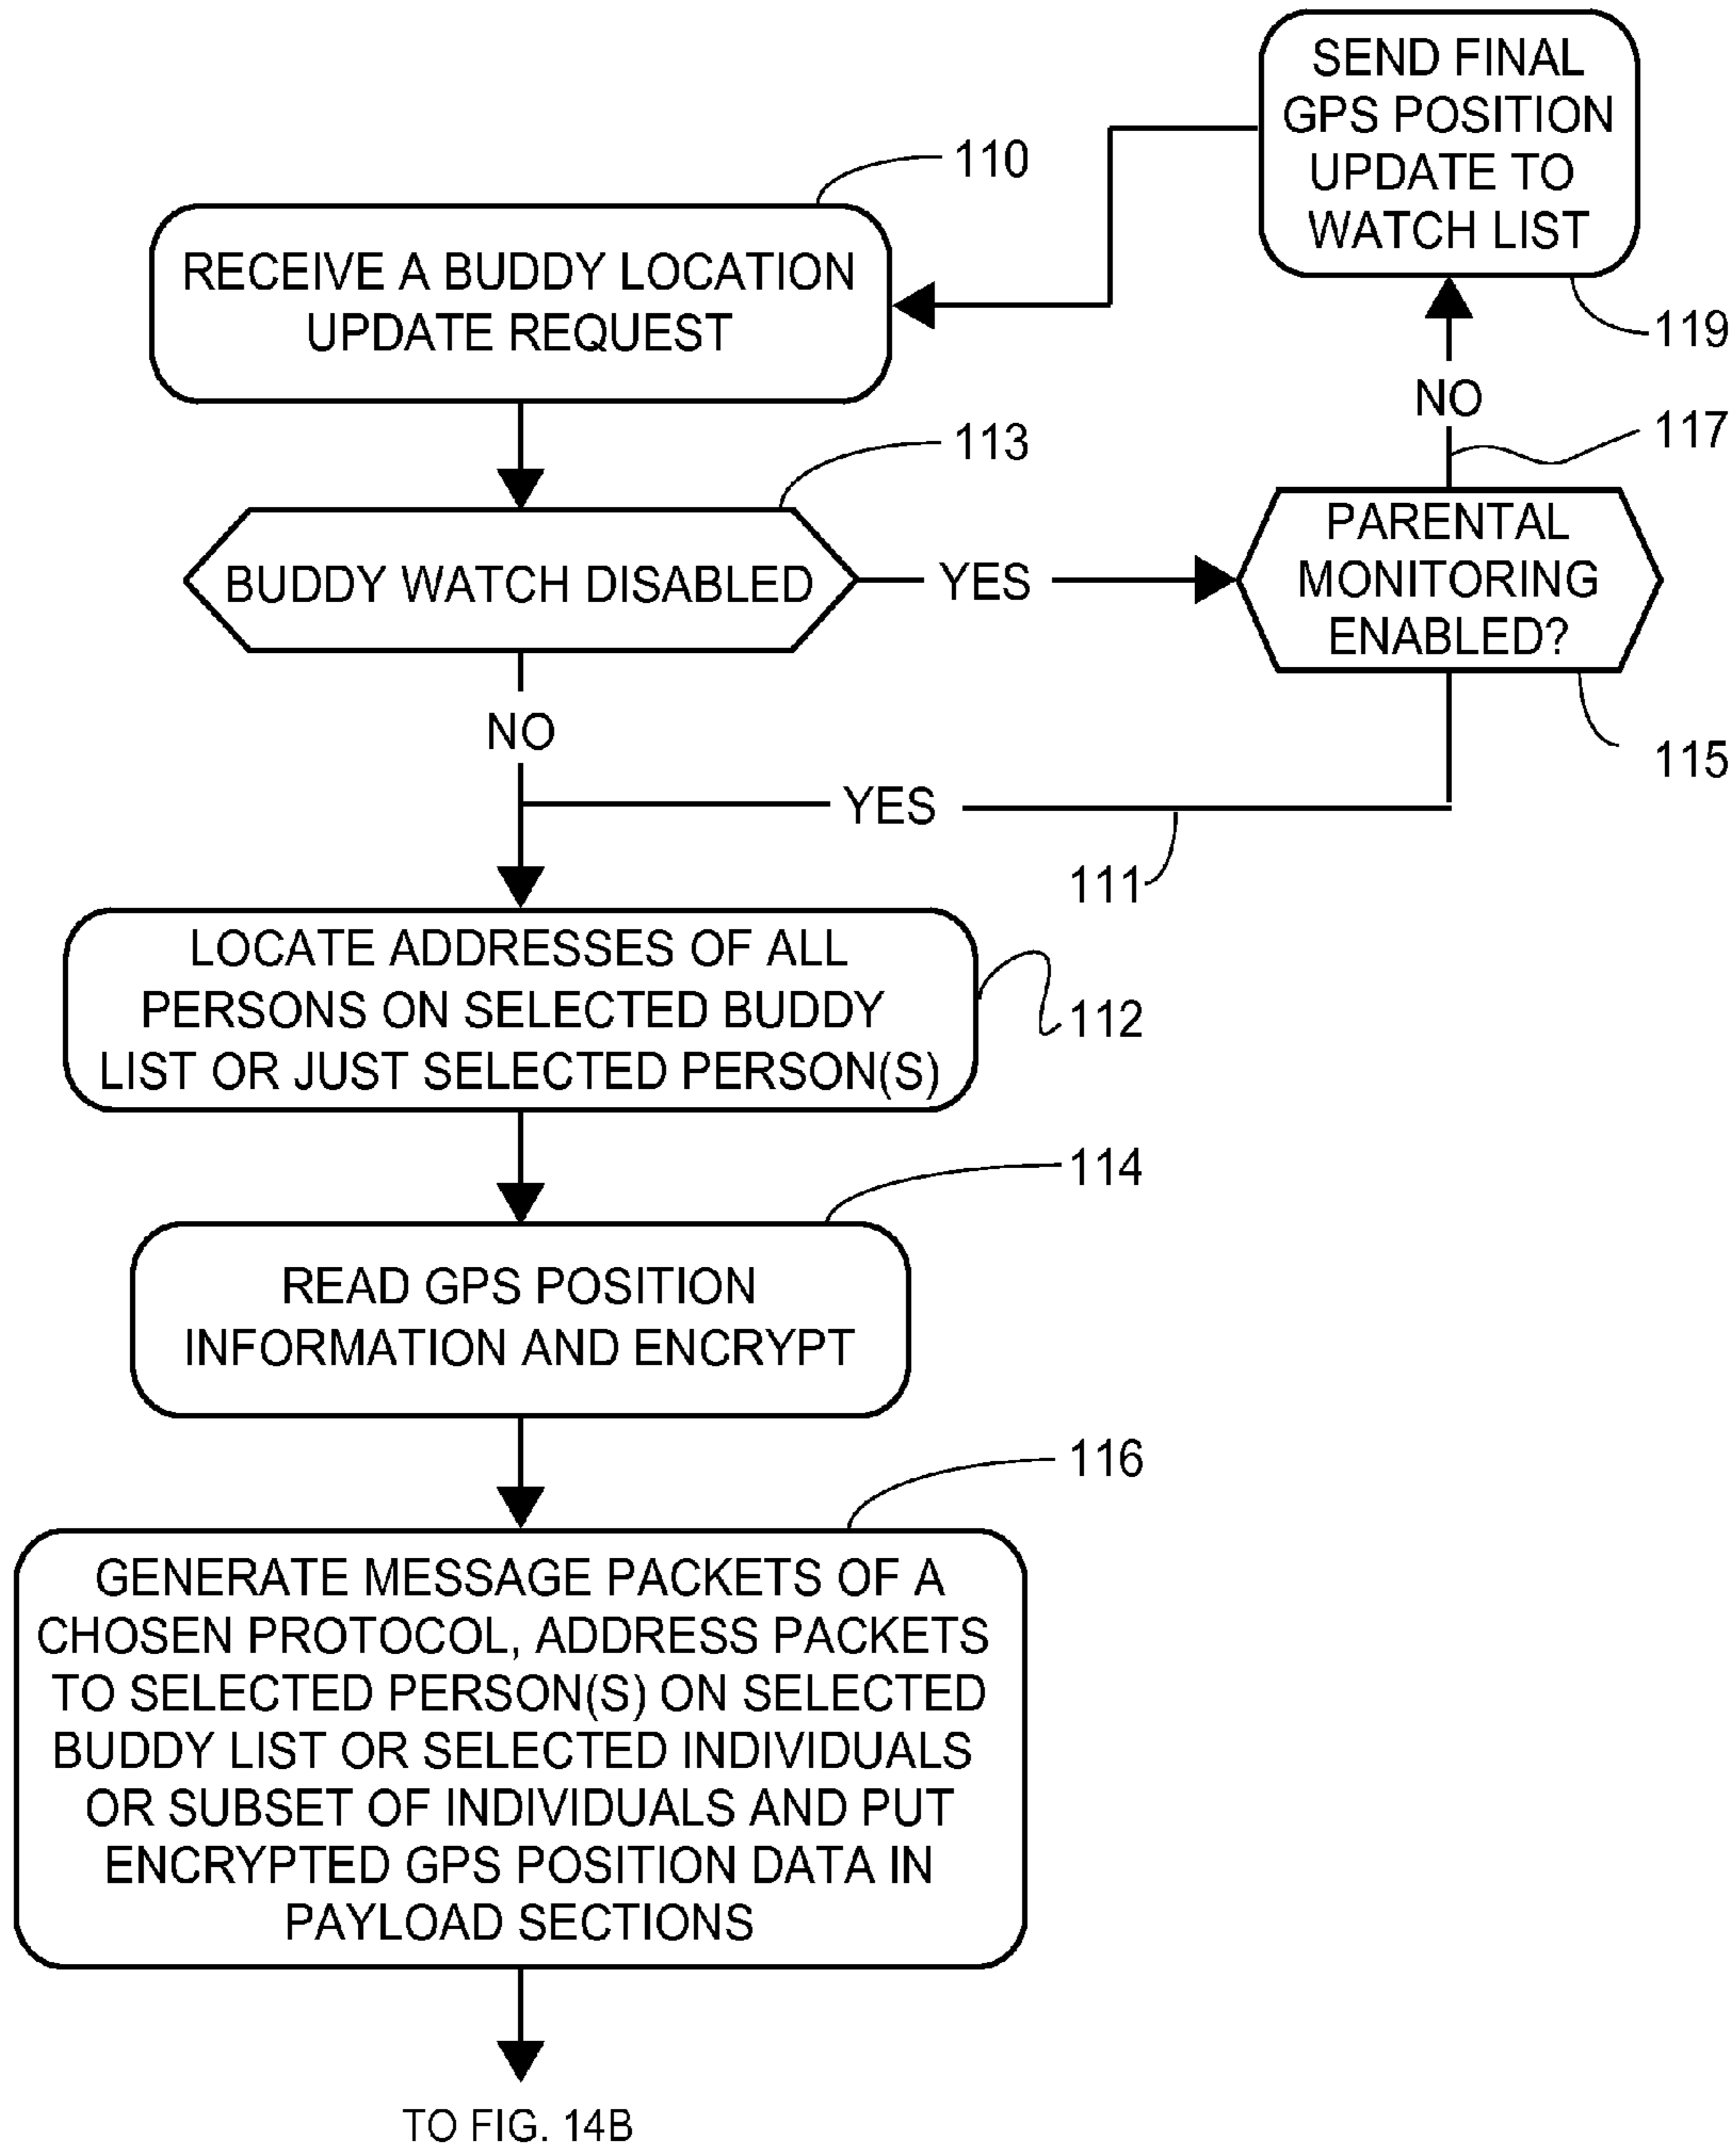 SEND FINAL
GPS POSITION
UPDATE TO
WATCH LIST
110
RECEIVE A BUDDY LOCATION
UPDATE REQUEST
119
NO
117
113
BUDDY WATCH DISABLED
YES
PARENTAL
MONITORING
ENABLED?
NO
115
YES
111
LOCATE ADDRESSES OF ALL
PERSONS ON SELECTED BUDDY
LIST OR JUST SELECTED PERSON(S)
112
114
READ GPS POSITION
INFORMATION AND ENCRYPT
116
GENERATE MESSAGE PACKETS OF A
CHOSEN PROTOCOL, ADDRESS PACKETS
TO SELECTED PERSON(S) ON SELECTED
BUDDY LIST OR SELECTED INDIVIDUALS
OR SUBSET OF INDIVIDUALS AND PUT
ENCRYPTED GPS POSITION DATA IN
PAYLOAD SECTIONS
TO FIG. 14B